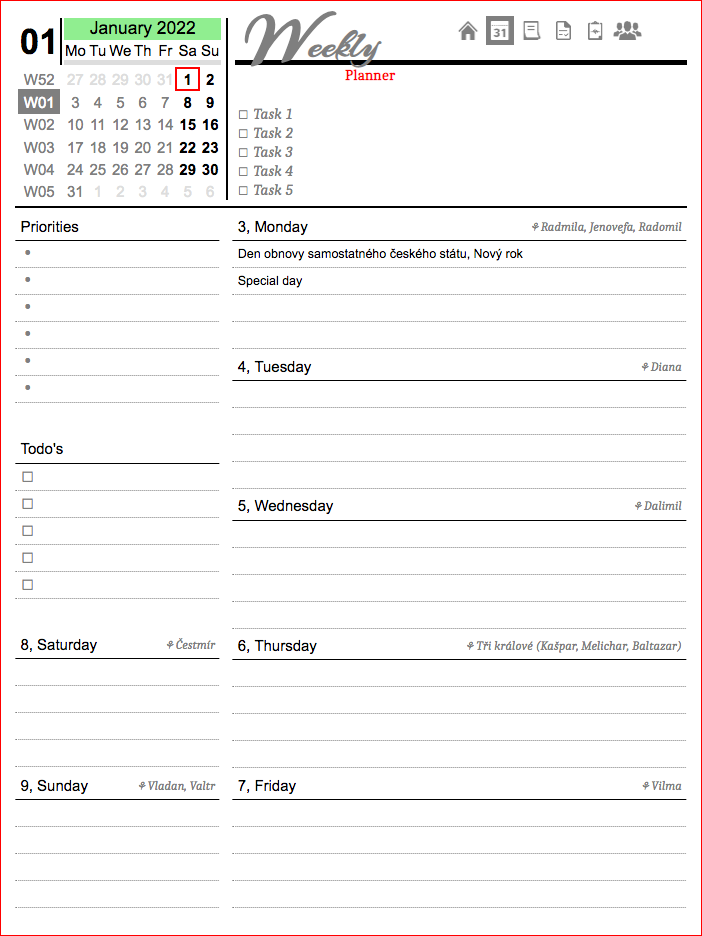 01
January 2022
Mo Tu We Th Fr Sa Su
W52 27 28 29 30 31 1 2
W01 3 4 5 6 7 8 9
W02 10 11 12 13 14 15 16
W03 17 18 19 20 21 22 23
W04 24 25 26 27 28 29 30
W05 31 1 2 3 4 5 6
Weekly
Planner
31
☐ Task 1
☐ Task 2
☐ Task 3
☐ Task 4
☐ Task 5
Priorities
Todo's
3, Monday ⚘ Radmila, Jenovefa, Radomil
Den obnovy samostatného českého státu, Nový rok
Special day
4, Tuesday ⚘ Diana
5, Wednesday ⚘ Dalimil
6, Thursday ⚘ Tři králové (Kašpar, Melichar, Baltazar)
7, Friday ⚘ Vilma
8, Saturday ⚘ Čestmír
9, Sunday ⚘ Vladan, Valtr